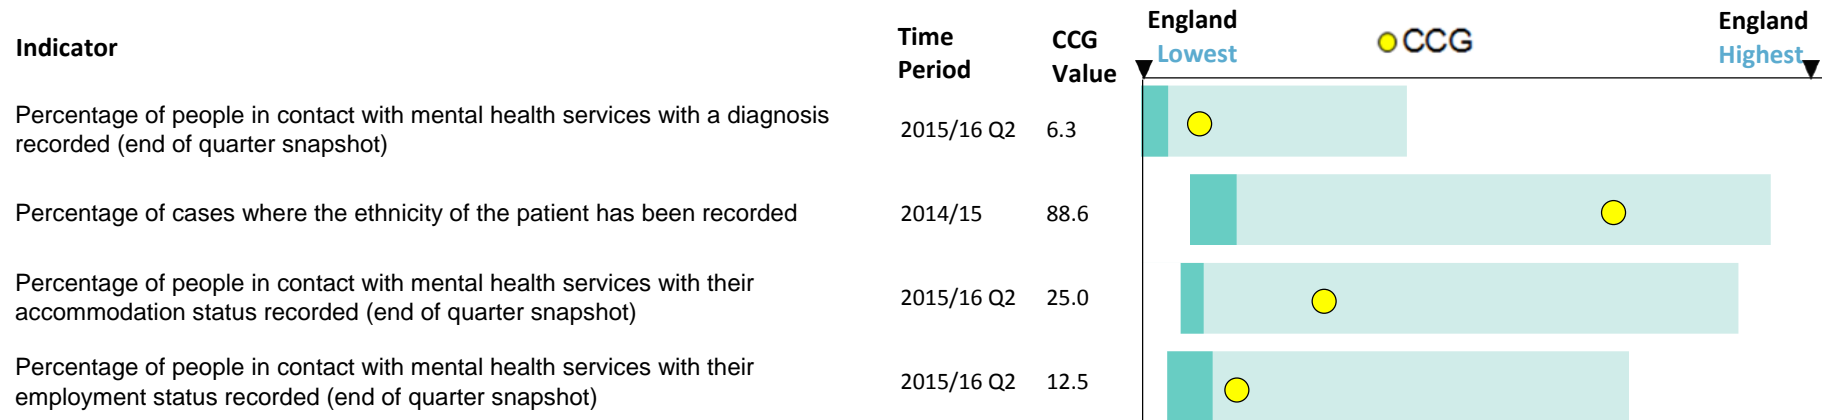 Indicator
Time
Period
CCG
Value
England
Lowest
CCG
England
Highest
Percentage of people in contact with mental health services with a diagnosis
recorded (end of quarter snapshot)
2015/16 Q2
6.3
Percentage of cases where the ethnicity of the patient has been recorded
2014/15
88.6
Percentage of people in contact with mental health services with their
accommodation status recorded (end of quarter snapshot)
2015/16 Q2
25.0
Percentage of people in contact with mental health services with their
employment status recorded (end of quarter snapshot)
2015/16 Q2
12.5